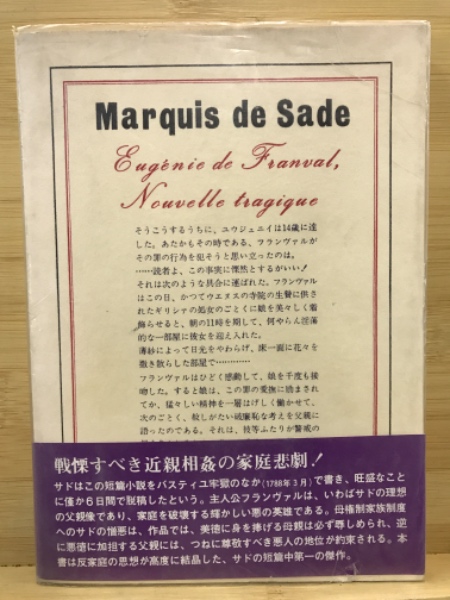 Marquis de Sade
Eugénie de Franval,
Nouvelle tragique
そうこうするうちに、ユウジェニイは14歳に達
した。あたかもその時である、フランヴァルが
その罪の行為を犯そうと思い立ったのは。
……読者よ、この事実に慄然とするがいい！
それは次のような具合に運ばれた。フランヴァル
はこの日、かつてウエヌスの寺院の生贄に供さ
れたギリシァの処女のごとくに娘を美々しく着
飾らせると、朝の11時を期して、何やらん淫蕩
的な一部屋に彼女を迎え入れた。
薄紗によって日光をやわらげ、床一面に花々を
撒き散らした部屋で…………
フランヴァルはひどく感動して、娘を千度も接
吻した。すると娘は、この罪の愛撫に励まされ
てか、猛々しい精神を一層はげしく働かせて、
次のごとく、赦しがたい破廉恥な考えを父親に
語ったのである。それは、彼等ふたりが警戒の
戦慄すべき近親相姦の家庭悲劇！
サドはこの短篇小説をバスティユ牢獄のなか(1788年3月)で書き、旺盛なこと
に僅か6日間で脱稿したという。主人公フランヴァルは、いわばサドの理想
の父親像であり、家庭を破壊する輝かしい悪の英雄である。母権制家族制度
へのサドの憎悪は、作品では、美徳に身を捧げる母親は必ず辱しめられ、逆
に悪徳に加担する父親には、つねに尊敬すべき悪人の地位が約束される。本
書は反家庭の思想が高度に結晶した、サドの短篇中第一の傑作。